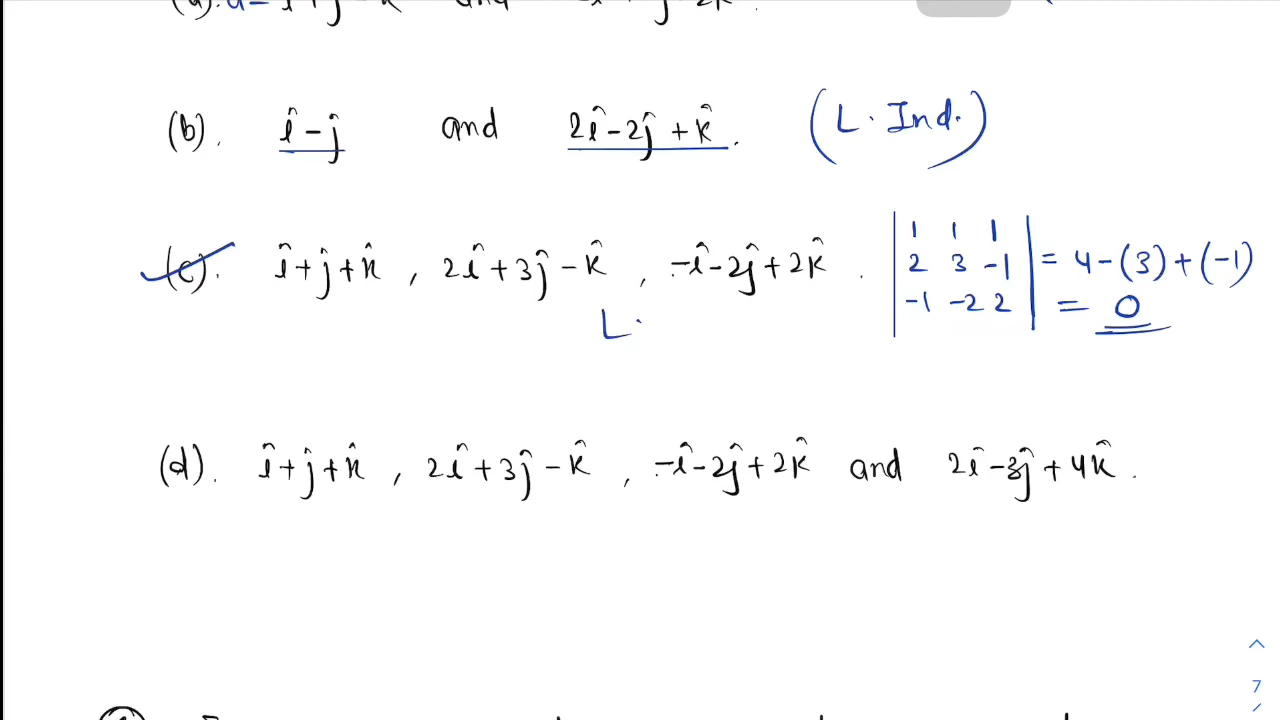 (b). î - ĵ and 2î - 2ĵ + k̂ . (L. Ind.)
(c). î + ĵ + k̂ , 2î + 3ĵ - k̂ , -î - 2ĵ + 2k̂ . | 1 1 1 |
| 2 3 -1 | = 4 - (3) + (-1)
| -1 -2 2 | = 0
L.
(d). î + ĵ + k̂ , 2î + 3ĵ - k̂ , -î - 2ĵ + 2k̂ and 2î - 3ĵ + 4k̂ .
7